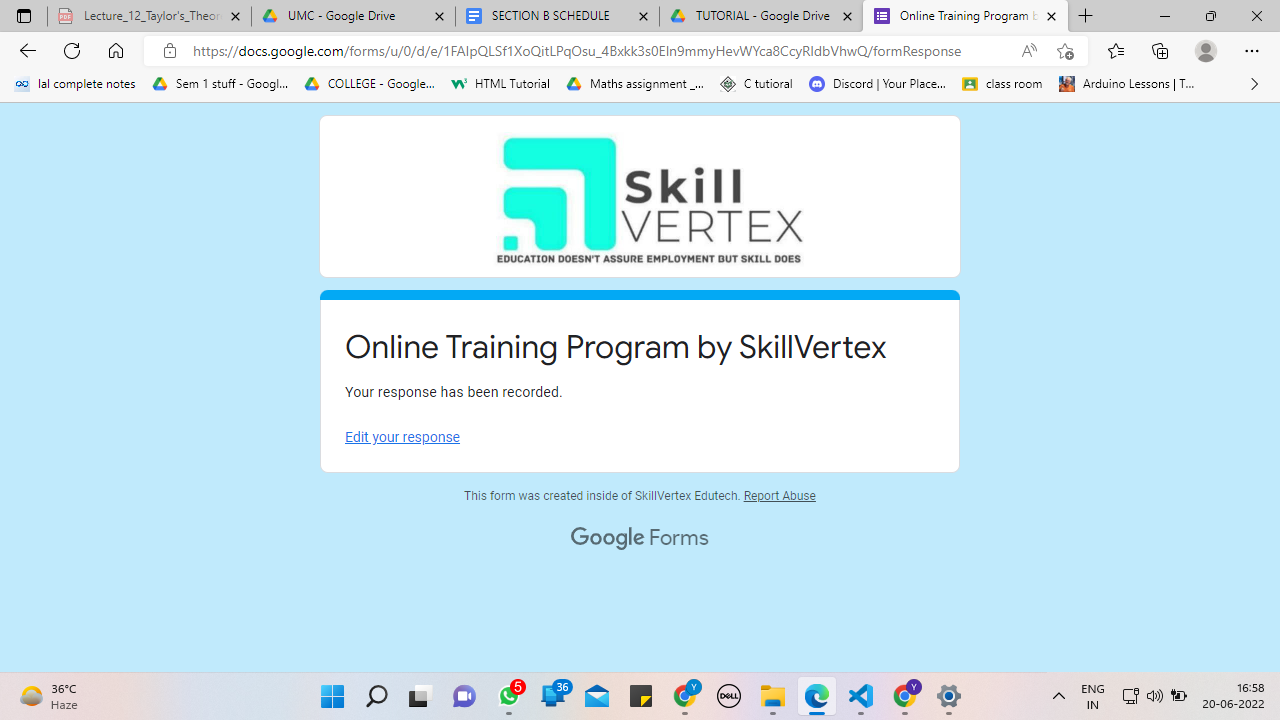 Lecture_12_Taylor's_Theor
UMC - Google Drive
SECTION B SCHEDULE
TUTORIAL - Google Drive
Online Training Program b
https://docs.google.com/forms/u/0/d/e/1FAIpQLSf1XoQitLPqOsu_4Bxkk3s0EIn9mmyHevWYca8CcyRIdbVhwQ/formResponse
lal complete notes
Sem 1 stuff - Googl...
COLLEGE - Google...
HTML Tutorial
Maths assignment _...
C tutioral
Discord | Your Place...
class room
Arduino Lessons | T...
Skill
VERTEX
EDUCATION DOESN'T ASSURE EMPLOYMENT BUT SKILL DOES
Online Training Program by SkillVertex
Your response has been recorded.
Edit your response
This form was created inside of SkillVertex Edutech. Report Abuse
Google Forms
36°C
Haze
5
36
Y
DELL
Y
ENG
IN
16:58
20-06-2022